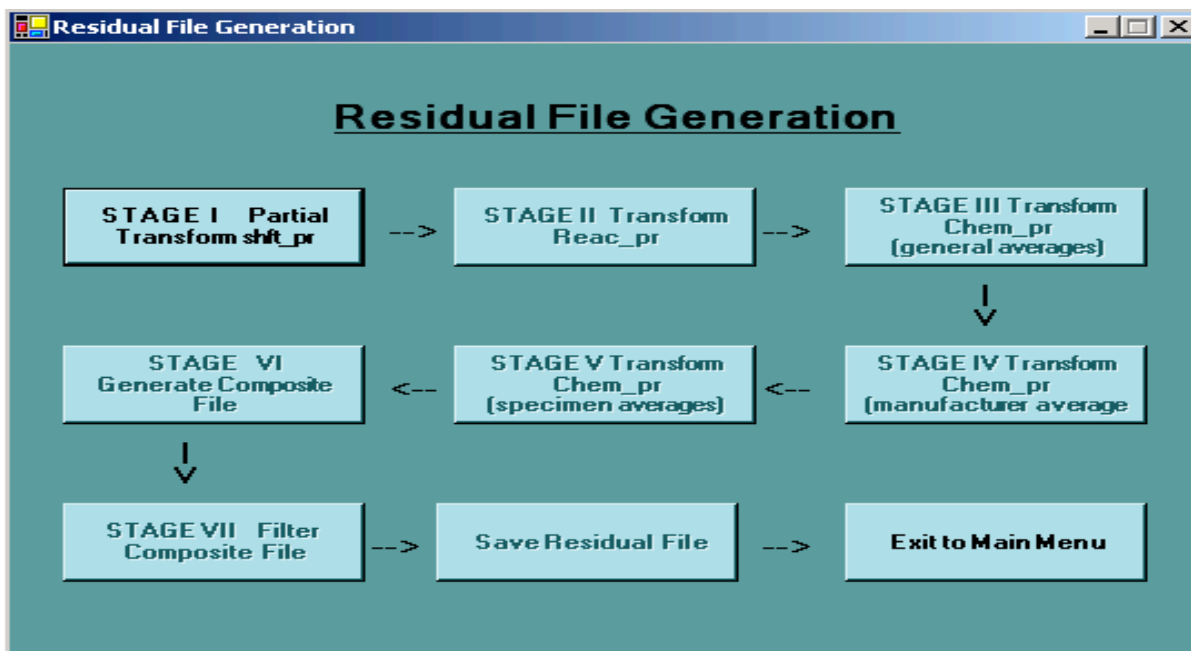 Residual File Generation
Residual File Generation
STAGE I Partial
Transform shft_pr
-->
STAGE II Transform
Reac_pr
-->
STAGE III Transform
Chem_pr
(general averages)
STAGE VI
Generate Composite
File
<--
STAGE V Transform
Chem_pr
(specimen averages)
<--
STAGE IV Transform
Chem_pr
(manufacturer average
STAGE VII Filter
Composite File
-->
Save Residual File
-->
Exit to Main Menu